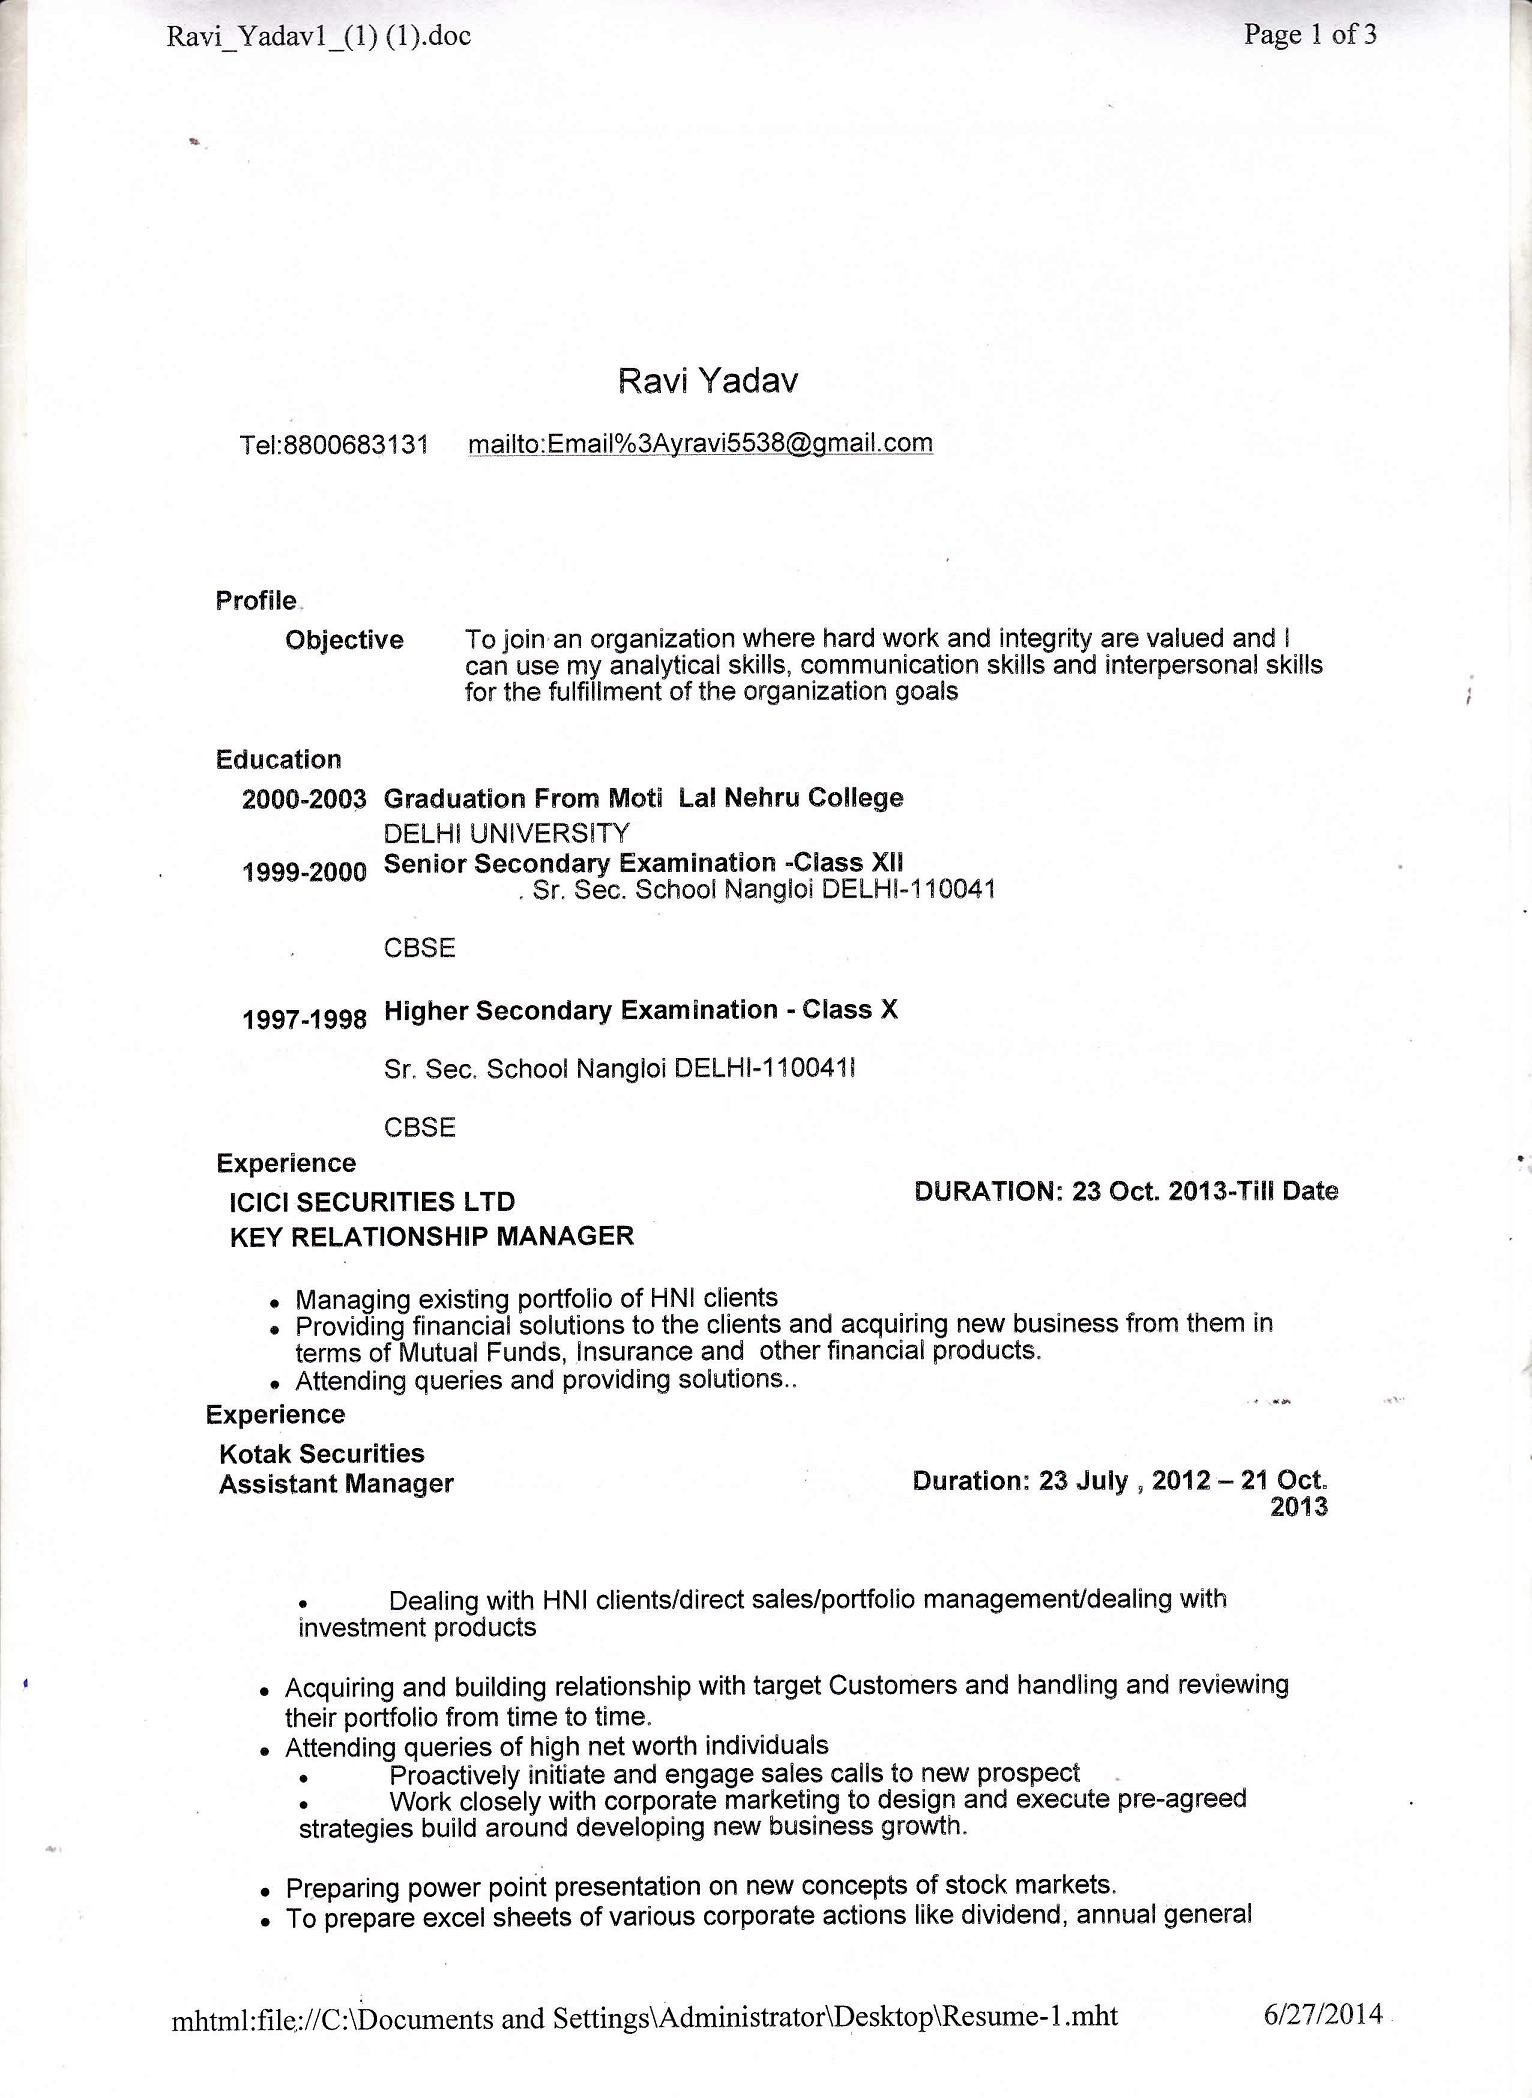 Ravi_Yadav1_(1) (1).doc Page 1 of 3
Ravi Yadav
Tel:8800683131 mailto:Email%3Ayravi5538@gmail.com
Profile
Objective To join an organization where hard work and integrity are valued and I
can use my analytical skills, communication skills and interpersonal skills
for the fulfillment of the organization goals
Education
2000-2003 Graduation From Moti Lal Nehru College
DELHI UNIVERSITY
1999-2000 Senior Secondary Examination -Class XII
. Sr. Sec. School Nangloi DELHI-110041
CBSE
1997-1998 Higher Secondary Examination - Class X
Sr. Sec. School Nangloi DELHI-110041l
CBSE
Experience
ICICI SECURITIES LTD DURATION: 23 Oct. 2013-Till Date
KEY RELATIONSHIP MANAGER
• Managing existing portfolio of HNI clients
• Providing financial solutions to the clients and acquiring new business from them in
terms of Mutual Funds, Insurance and other financial products.
• Attending queries and providing solutions..
Experience
Kotak Securities
Assistant Manager Duration: 23 July , 2012 – 21 Oct.
2013
• Dealing with HNI clients/direct sales/portfolio management/dealing with
investment products
• Acquiring and building relationship with target Customers and handling and reviewing
their portfolio from time to time.
• Attending queries of high net worth individuals
• Proactively initiate and engage sales calls to new prospect
• Work closely with corporate marketing to design and execute pre-agreed
strategies build around developing new business growth.
• Preparing power point presentation on new concepts of stock markets.
• To prepare excel sheets of various corporate actions like dividend, annual general
mhtml:file://C:\Documents and Settings\Administrator\Desktop\Resume-1.mht 6/27/2014